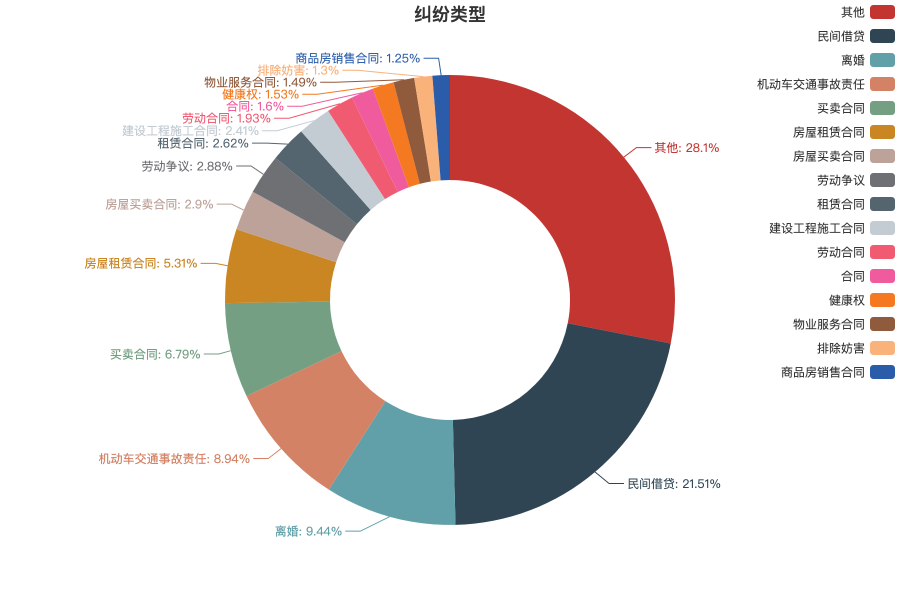 纠纷类型
其他
民间借贷
离婚
机动车交通事故责任
买卖合同
房屋租赁合同
房屋买卖合同
劳动争议
租赁合同
建设工程施工合同
劳动合同
合同
健康权
物业服务合同
排除妨害
商品房销售合同
商品房销售合同: 1.25%
排除妨害: 1.3%
物业服务合同: 1.49%
健康权: 1.53%
合同: 1.6%
劳动合同: 1.93%
建设工程施工合同: 2.41%
租赁合同: 2.62%
劳动争议: 2.88%
房屋买卖合同: 2.9%
房屋租赁合同: 5.31%
买卖合同: 6.79%
机动车交通事故责任: 8.94%
离婚: 9.44%
民间借贷: 21.51%
其他: 28.1%